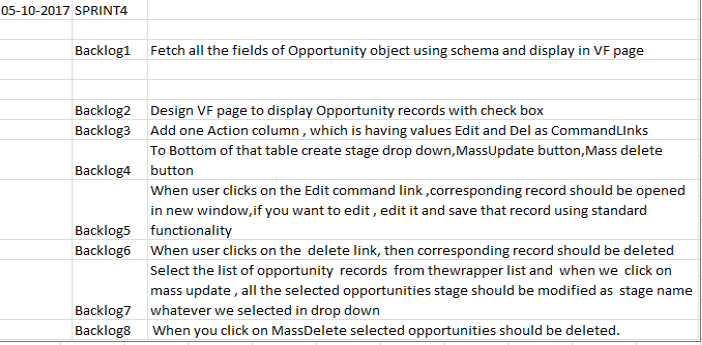 05-10-2017 SPRINT4
Backlog1 Fetch all the fields of Opportunity object using schema and display in VF page
Backlog2 Design VF page to display Opportunity records with check box
Backlog3 Add one Action column , which is having values Edit and Del as CommandLInks
To Bottom of that table create stage drop down,MassUpdate button,Mass delete
Backlog4 button
When user clicks on the Edit command link ,corresponding record should be opened
in new window,if you want to edit , edit it and save that record using standard
Backlog5 functionality
Backlog6 When user clicks on the delete link, then corresponding record should be deleted
Select the list of opportunity records from thewrapper list and when we click on
mass update , all the selected opportunities stage should be modified as stage name
Backlog7 whatever we selected in drop down
Backlog8 When you click on MassDelete selected opportunities should be deleted.